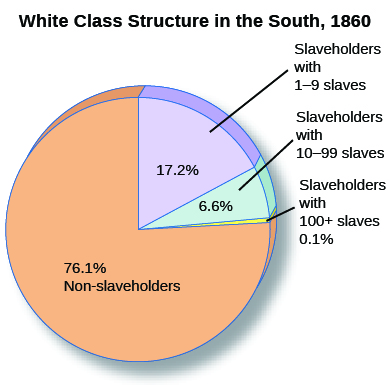 White Class Structure in the South, 1860
Slaveholders
with
1–9 slaves
Slaveholders
with
10–99 slaves
Slaveholders
with
100+ slaves
0.1%
17.2%
6.6%
76.1%
Non-slaveholders